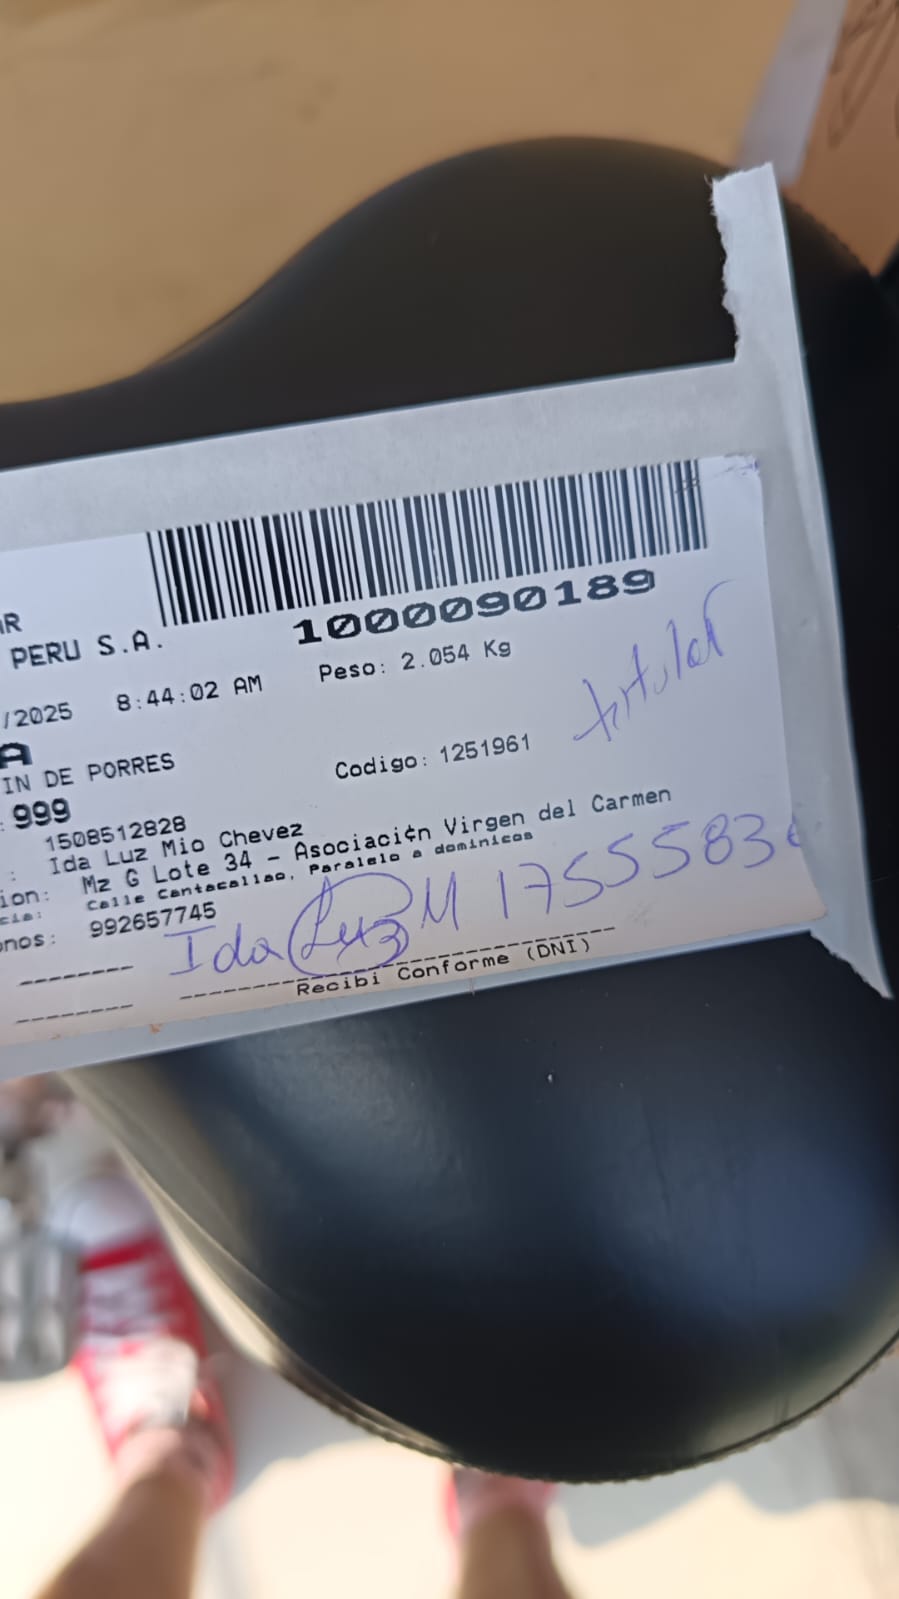 1000090189
PERU S.A.
/2025 8:44:02 AM Peso: 2.054 Kg
titular
A
IN DE PORRES Codigo: 1251961
: 999
1508512828
: Ida Luz Mio Chevez
ion: Mz G Lote 34 - Asociaci¢n Virgen del Carmen
cia: Calle Cantacallao, Paralelo a dominicos
onos: 992657745
Ida Luz M 1755583
Recibi Conforme (DNI)